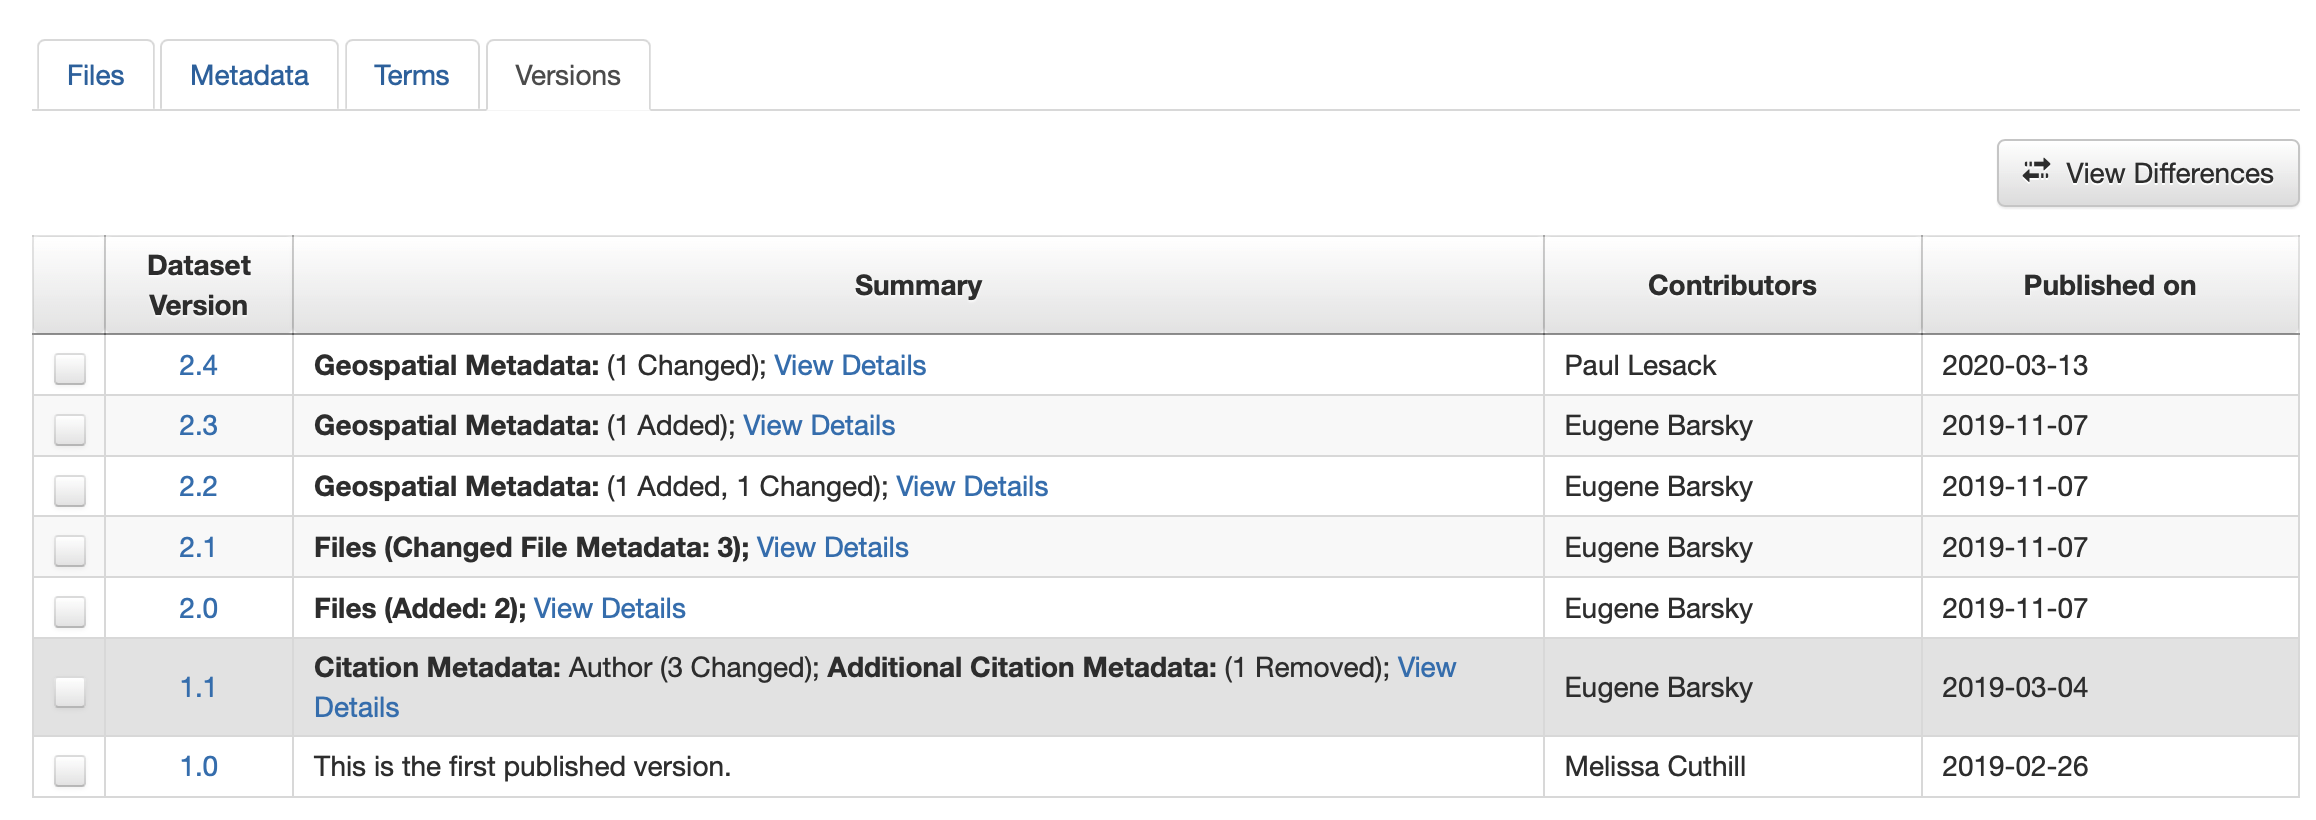 Files Metadata Terms Versions
View Differences
Dataset Version Summary Contributors Published on
2.4 Geospatial Metadata: (1 Changed); View Details Paul Lesack 2020-03-13
2.3 Geospatial Metadata: (1 Added); View Details Eugene Barsky 2019-11-07
2.2 Geospatial Metadata: (1 Added, 1 Changed); View Details Eugene Barsky 2019-11-07
2.1 Files (Changed File Metadata: 3); View Details Eugene Barsky 2019-11-07
2.0 Files (Added: 2); View Details Eugene Barsky 2019-11-07
1.1 Citation Metadata: Author (3 Changed); Additional Citation Metadata: (1 Removed); View
Details Eugene Barsky 2019-03-04
1.0 This is the first published version. Melissa Cuthill 2019-02-26